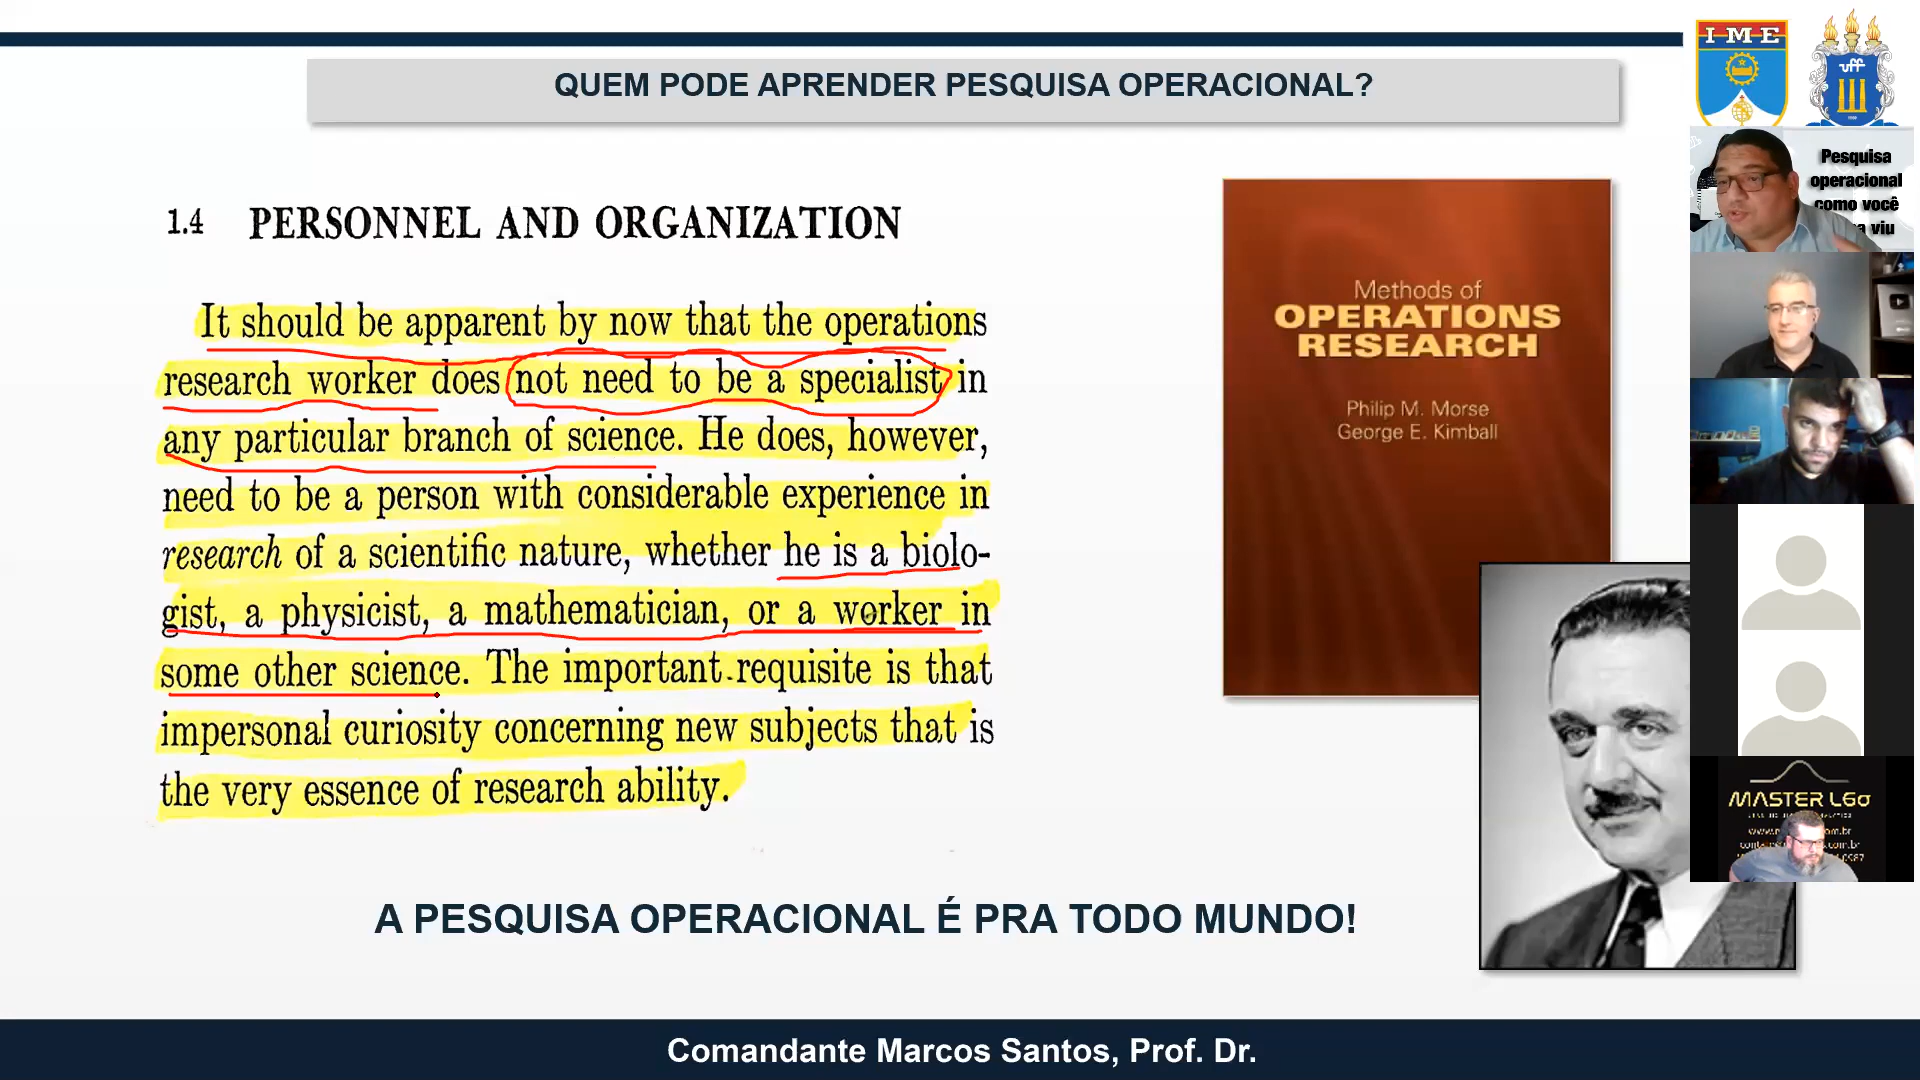 QUEM PODE APRENDER PESQUISA OPERACIONAL?
1.4 PERSONNEL AND ORGANIZATION
It should be apparent by now that the operations
research worker does not need to be a specialist in
any particular branch of science. He does, however,
need to be a person with considerable experience in
research of a scientific nature, whether he is a biolo-
gist, a physicist, a mathematician, or a worker in
some other science. The important requisite is that
impersonal curiosity concerning new subjects that is
the very essence of research ability.
Methods of
OPERATIONS
RESEARCH
Philip M. Morse
George E. Kimball
A PESQUISA OPERACIONAL É PRA TODO MUNDO!
Comandante Marcos Santos, Prof. Dr.
IME
uff
Pesquisa
operacional
como você
viu
MASTER L6σ